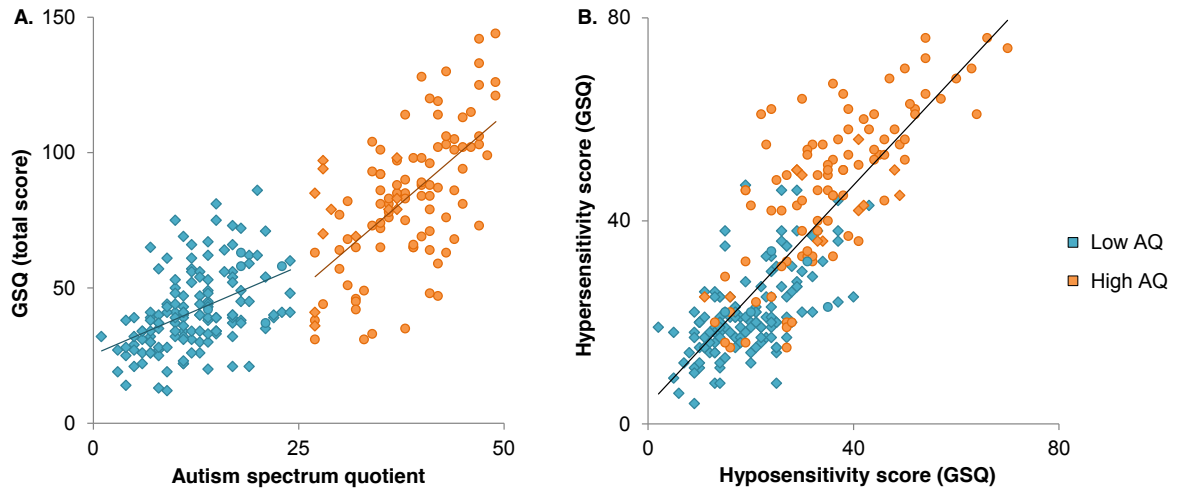 A.
150
100
50
0
0
25
50
GSQ (total score)
Autism spectrum quotient
B.
80
40
0
0
40
80
Hypersensitivity score (GSQ)
Hyposensitivity score (GSQ)
Low AQ
High AQ